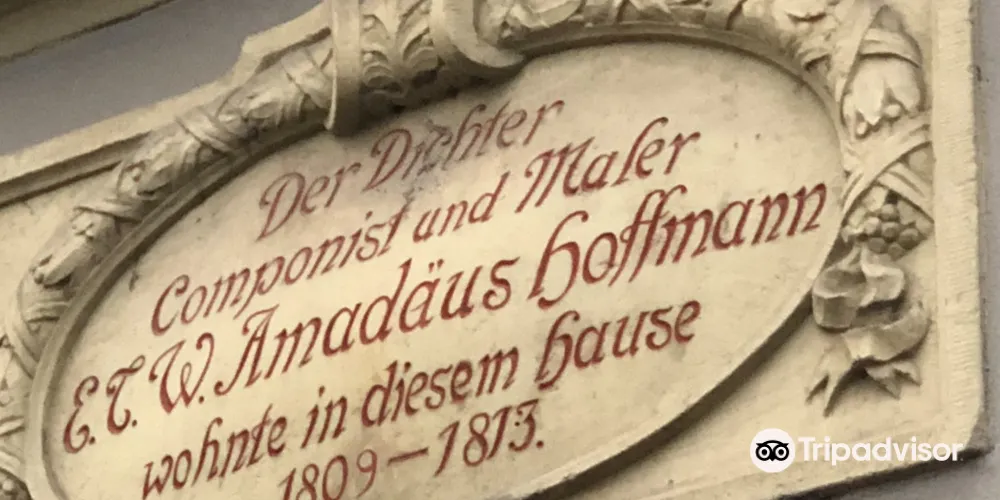 Der Dichter
Componist und Maler
E.T.W. Amadäus Hoffmann
wohnte in diesem Hause
1809–1813.
Tripadvisor